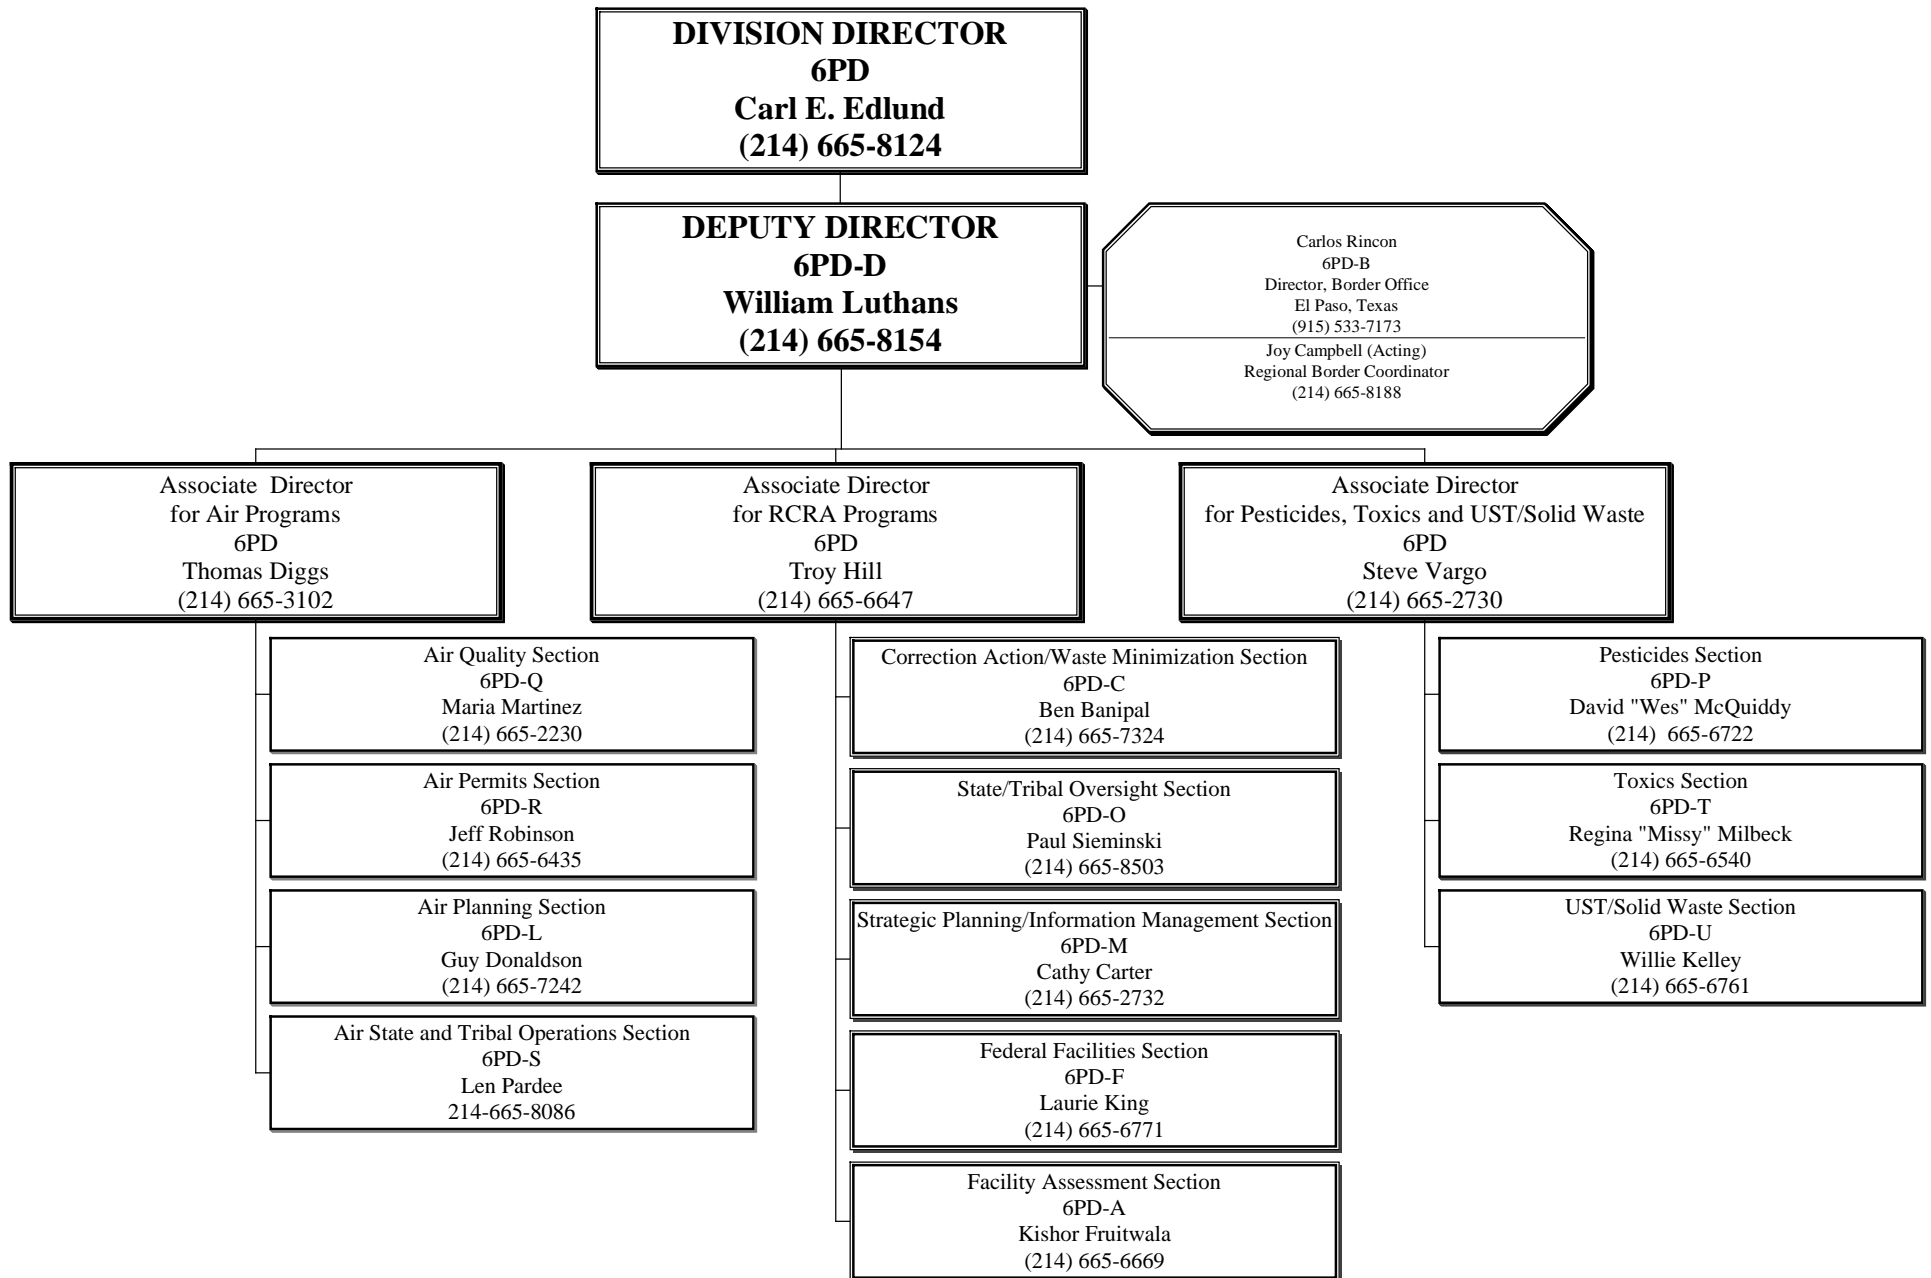 DIVISION DIRECTOR
6PD
Carl E. Edlund
(214) 665-8124
DEPUTY DIRECTOR
6PD-D
William Luthans
(214) 665-8154
Carlos Rincon
6PD-B
Director, Border Office
El Paso, Texas
(915) 533-7173
Joy Campbell (Acting)
Regional Border Coordinator
(214) 665-8188
Associate Director
for Air Programs
6PD
Thomas Diggs
(214) 665-3102
Air Quality Section
6PD-Q
Maria Martinez
(214) 665-2230
Air Permits Section
6PD-R
Jeff Robinson
(214) 665-6435
Air Planning Section
6PD-L
Guy Donaldson
(214) 665-7242
Air State and Tribal Operations Section
6PD-S
Len Pardee
214-665-8086
Associate Director
for RCRA Programs
6PD
Troy Hill
(214) 665-6647
Correction Action/Waste Minimization Section
6PD-C
Ben Banipal
(214) 665-7324
State/Tribal Oversight Section
6PD-O
Paul Sieminski
(214) 665-8503
Strategic Planning/Information Management Section
6PD-M
Cathy Carter
(214) 665-2732
Federal Facilities Section
6PD-F
Laurie King
(214) 665-6771
Facility Assessment Section
6PD-A
Kishor Fruitwala
(214) 665-6669
Associate Director
for Pesticides, Toxics and UST/Solid Waste
6PD
Steve Vargo
(214) 665-2730
Pesticides Section
6PD-P
David "Wes" McQuiddy
(214) 665-6722
Toxics Section
6PD-T
Regina "Missy" Milbeck
(214) 665-6540
UST/Solid Waste Section
6PD-U
Willie Kelley
(214) 665-6761